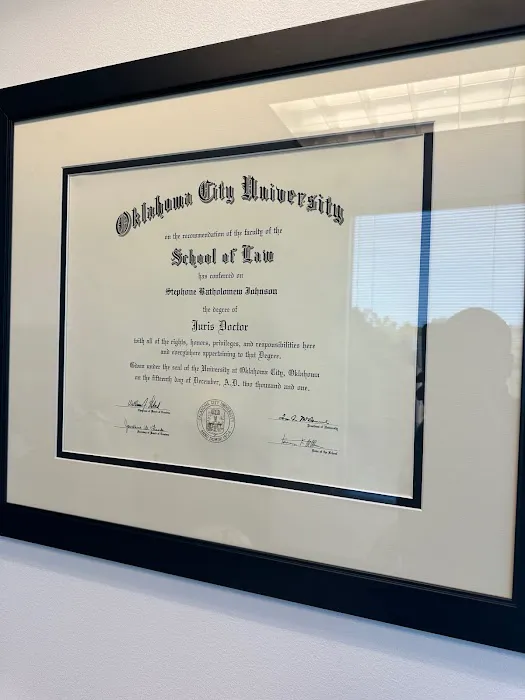 Oklahoma City University
on the recommendation of the faculty of the
School of Law
has conferred on
Stephone Bartholomew Johnson
the degree of
Juris Doctor
with all of the rights, honors, privileges, and responsibilities here
and everywhere appertaining to that Degree.
Given under the seal of the University at Oklahoma City, Oklahoma
on the fifteenth day of December, A.D. two thousand and one.